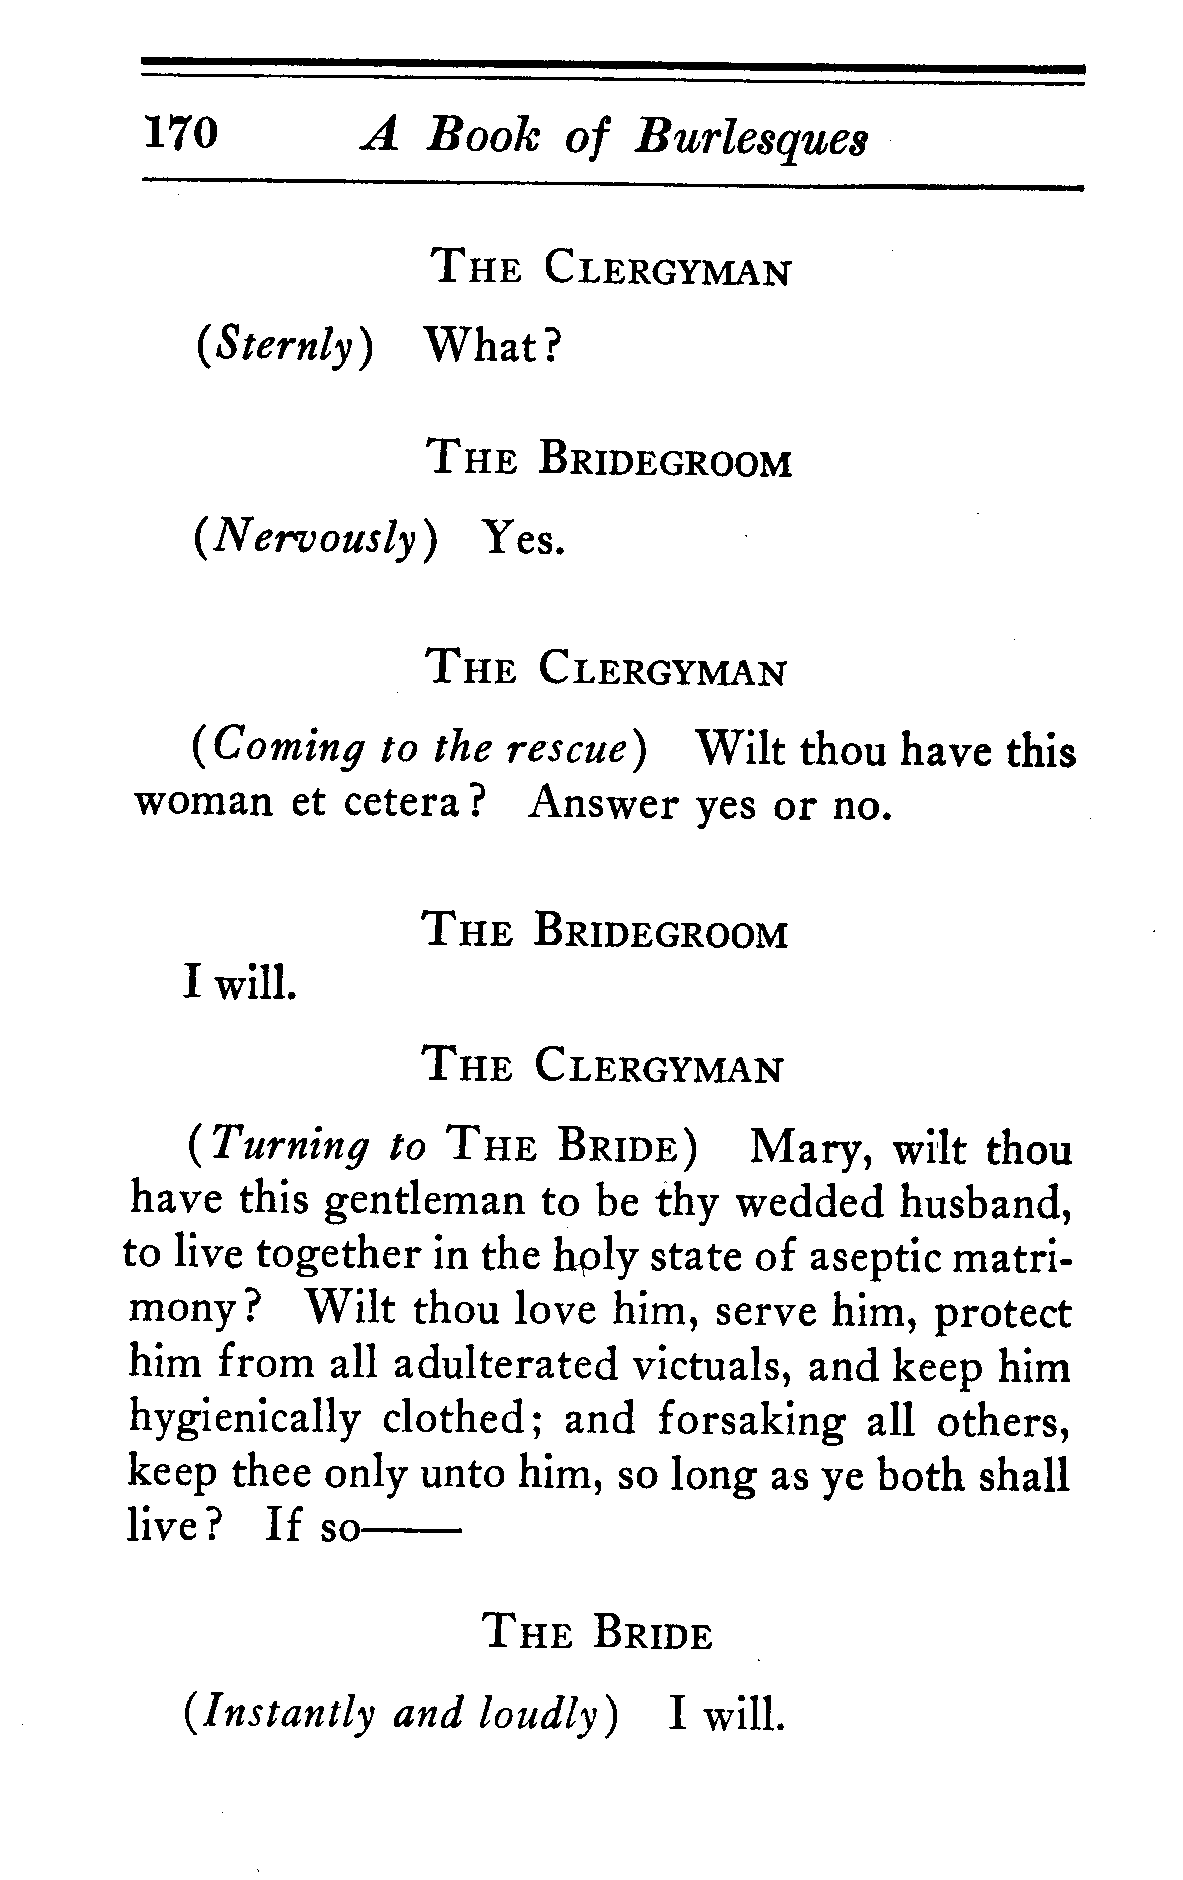 170 A Book of Burlesques
THE CLERGYMAN
(Sternly) What?
THE BRIDEGROOM
(Nervously) Yes.
THE CLERGYMAN
(Coming to the rescue) Wilt thou have this
woman et cetera? Answer yes or no.
THE BRIDEGROOM
I will.
THE CLERGYMAN
(Turning to THE BRIDE) Mary, wilt thou
have this gentleman to be thy wedded husband,
to live together in the holy state of aseptic matri-
mony? Wilt thou love him, serve him, protect
him from all adulterated victuals, and keep him
hygienically clothed; and forsaking all others,
keep thee only unto him, so long as ye both shall
live? If so——
THE BRIDE
(Instantly and loudly) I will.